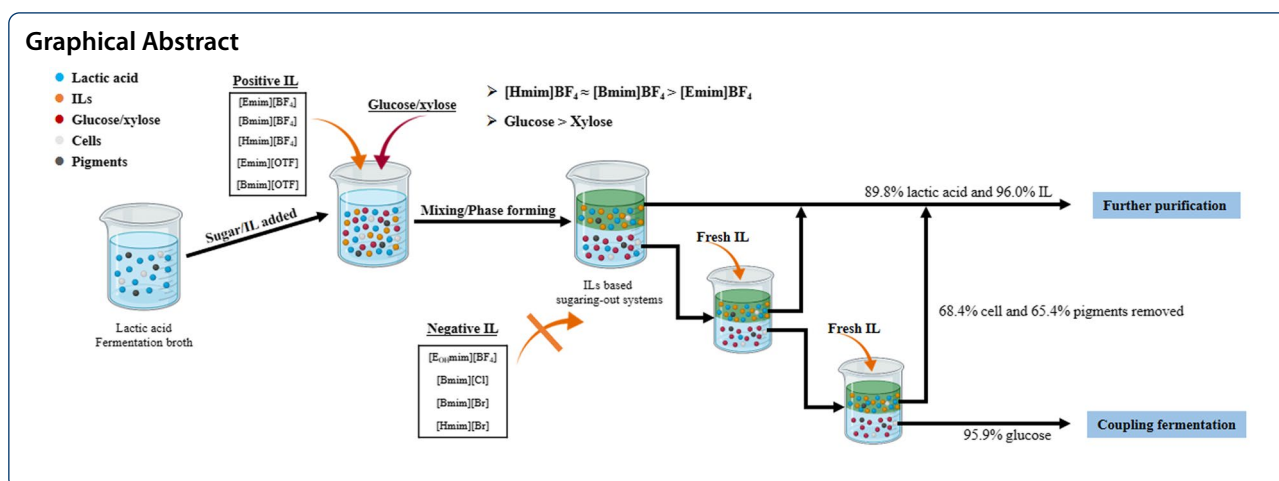 Graphical Abstract
Lactic acid
ILs
Glucose/xylose
Cells
Pigments
Positive IL
[Emim][BF₄]
[Bmim][BF₄]
[Hmim][BF₄]
[Emim][OTF]
[Bmim][OTF]
Glucose/xylose
➢ [Hmim]BF₄ ≈ [Bmim]BF₄ > [Emim]BF₄
➢ Glucose > Xylose
Sugar/IL added
Lactic acid
Fermentation broth
Mixing/Phase forming
ILs based
sugaring-out systems
Negative IL
[E_OHmim][BF₄]
[Bmim][Cl]
[Bmim][Br]
[Hmim][Br]
Fresh IL
Fresh IL
89.8% lactic acid and 96.0% IL
Further purification
68.4% cell and 65.4% pigments removed
95.9% glucose
Coupling fermentation